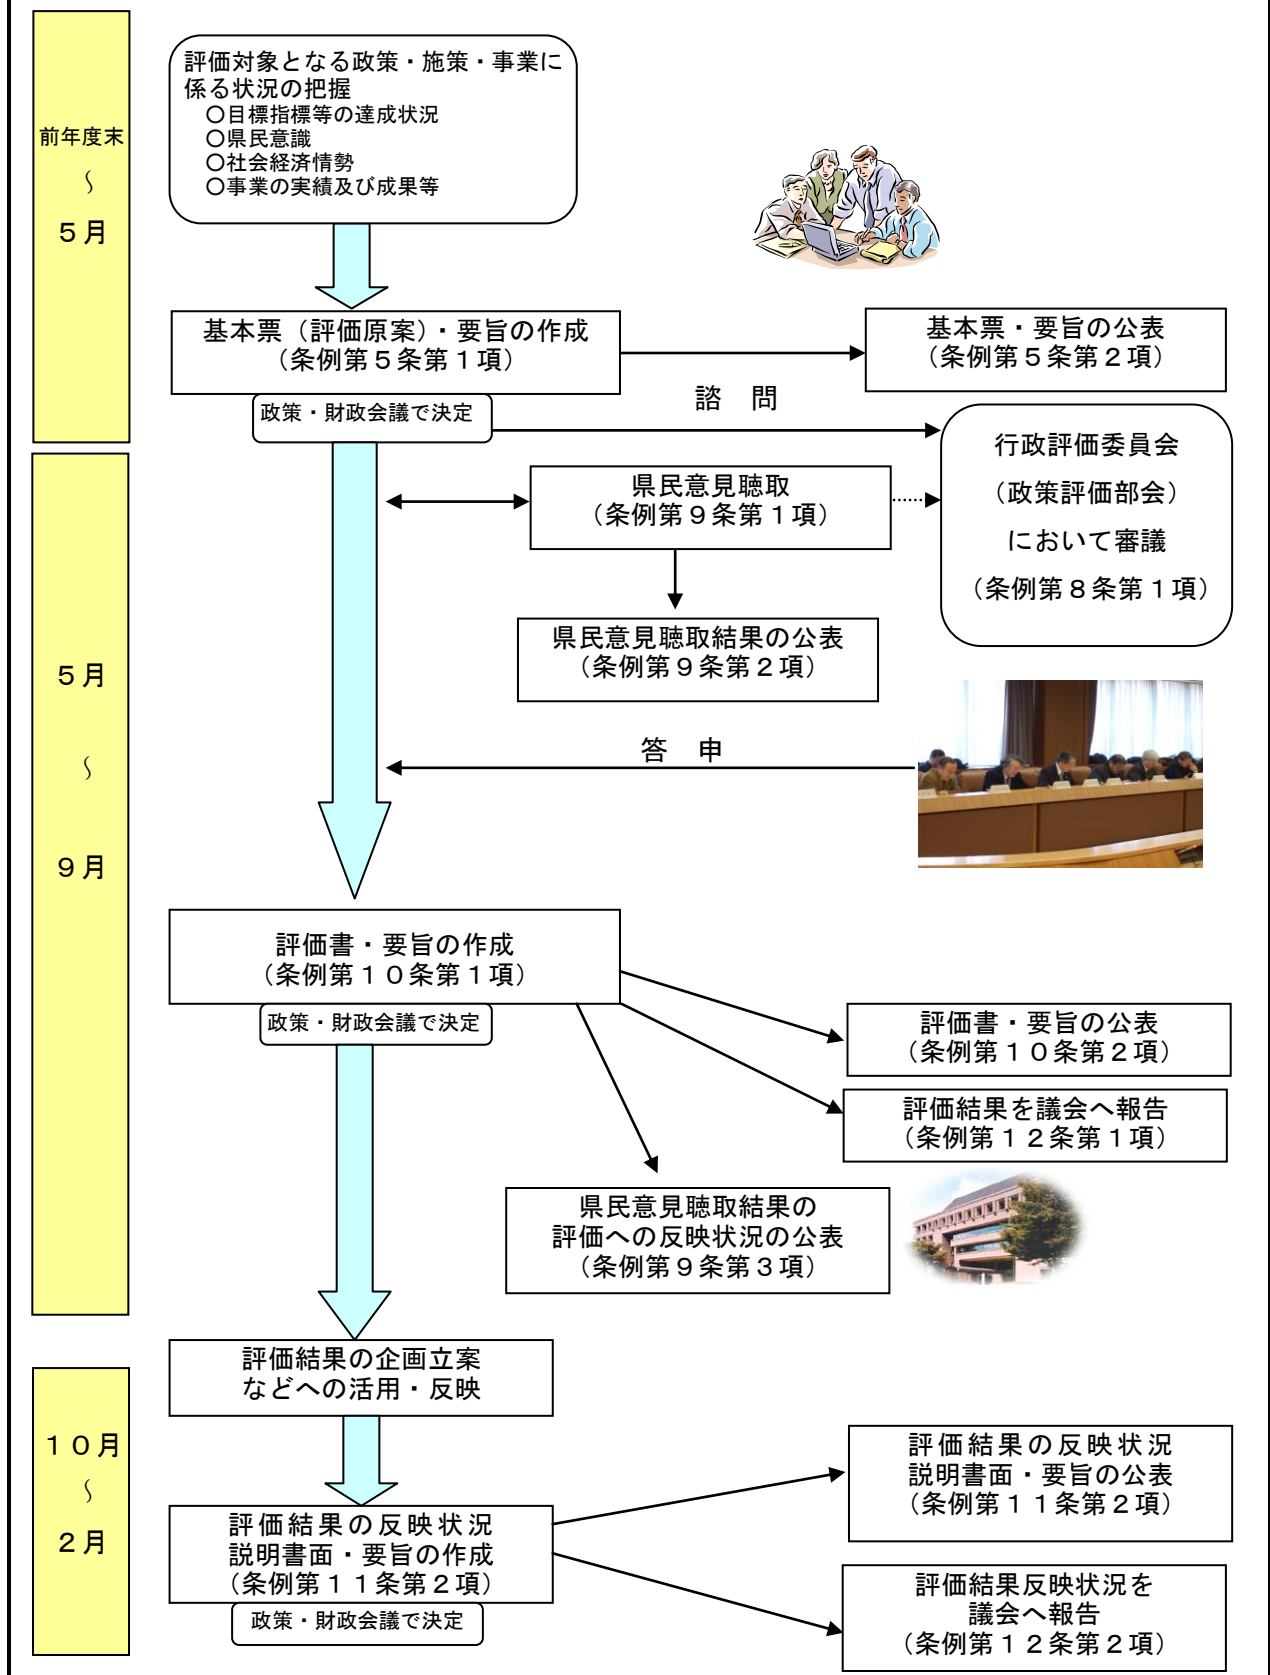 前年度末
〜
５月
評価対象となる政策・施策・事業に
係る状況の把握
○目標指標等の達成状況
○県民意識
○社会経済情勢
○事業の実績及び成果等
基本票（評価原案）・要旨の作成
（条例第５条第１項）
政策・財政会議で決定
基本票・要旨の公表
（条例第５条第２項）
諮　問
行政評価委員会
（政策評価部会）
において審議
（条例第８条第１項）
５月
〜
９月
県民意見聴取
（条例第９条第１項）
県民意見聴取結果の公表
（条例第９条第２項）
答　申
評価書・要旨の作成
（条例第１０条第１項）
政策・財政会議で決定
評価書・要旨の公表
（条例第１０条第２項）
評価結果を議会へ報告
（条例第１２条第１項）
県民意見聴取結果の
評価への反映状況の公表
（条例第９条第３項）
１０月
〜
２月
評価結果の企画立案
などへの活用・反映
評価結果の反映状況
説明書面・要旨の作成
（条例第１１条第２項）
政策・財政会議で決定
評価結果の反映状況
説明書面・要旨の公表
（条例第１１条第２項）
評価結果反映状況を
議会へ報告
（条例第１２条第２項）